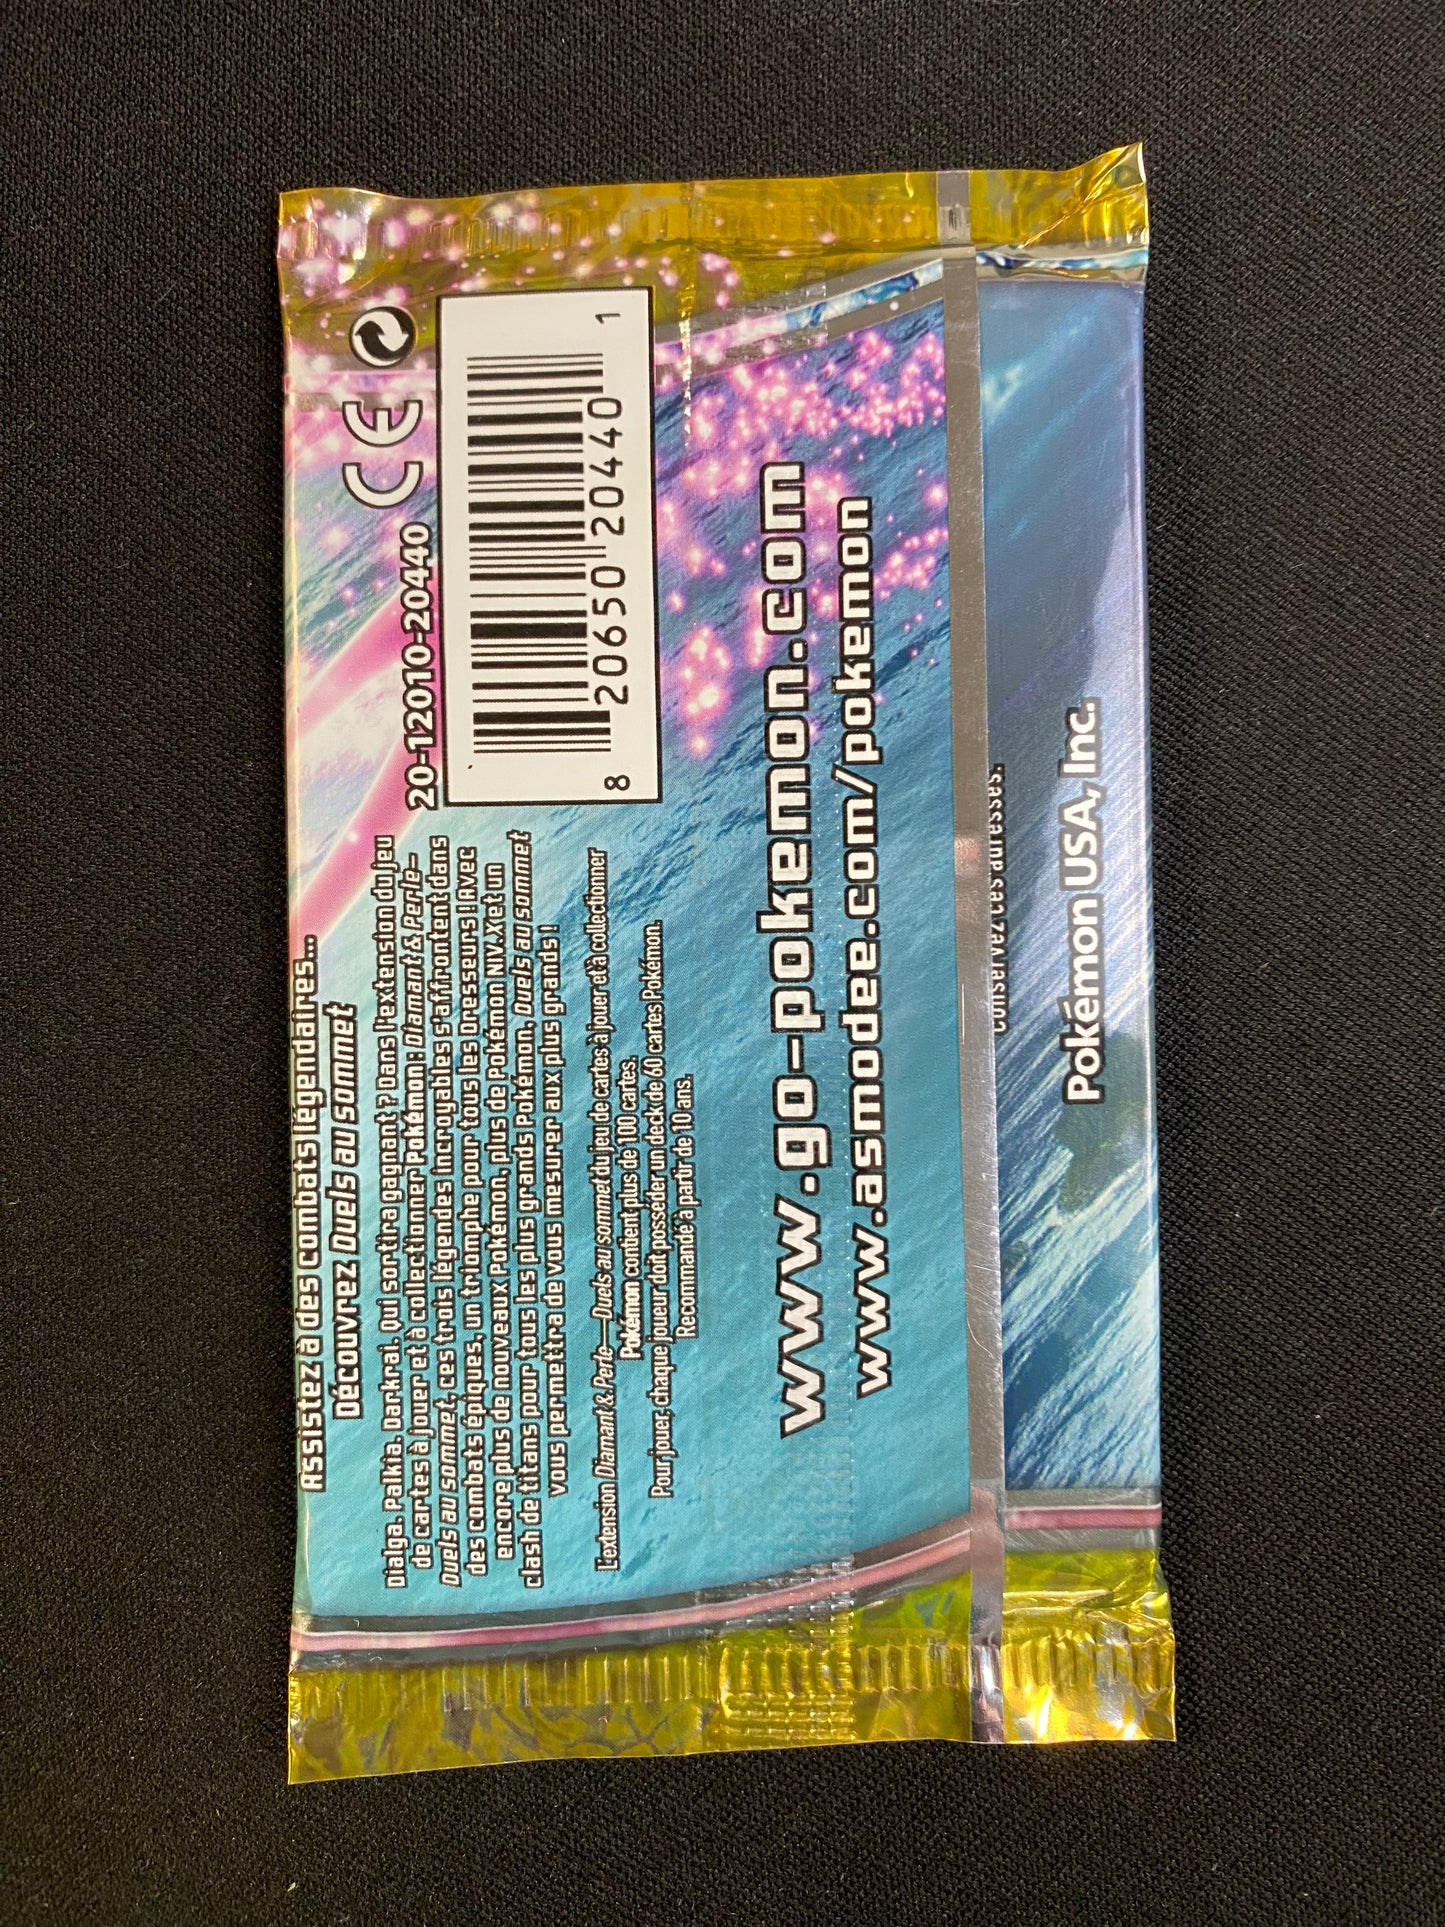 Assistez à des combats légendaires...
Découvrez Duels au sommet
Dialga. Palkia. Darkrai. Qui sortira gagnant ? Dans l'extension du jeu
de cartes à jouer et à collectionner Pokémon : Diamant & Perle–
Duels au sommet, ces trois légendes incroyables s'affrontent dans
des combats épiques, un triomphe pour tous les Dresseurs ! Avec
encore plus de nouveaux Pokémon, plus de Pokémon NIV.X et un
clash de titans pour tous les plus grands Pokémon, Duels au sommet
vous permettra de vous mesurer aux plus grands !
L'extension Diamant & Perle—Duels au sommet du jeu de cartes à jouer et à collectionner
Pokémon contient plus de 100 cartes.
Pour jouer, chaque joueur doit posséder un deck de 60 cartes Pokémon.
Recommandé à partir de 10 ans.
20-12010-20440
CE
8 20650 20440 1
www.go-pokemon.com
www.asmodee.com/pokemon
Conservez ces adresses.
Pokémon USA, Inc.